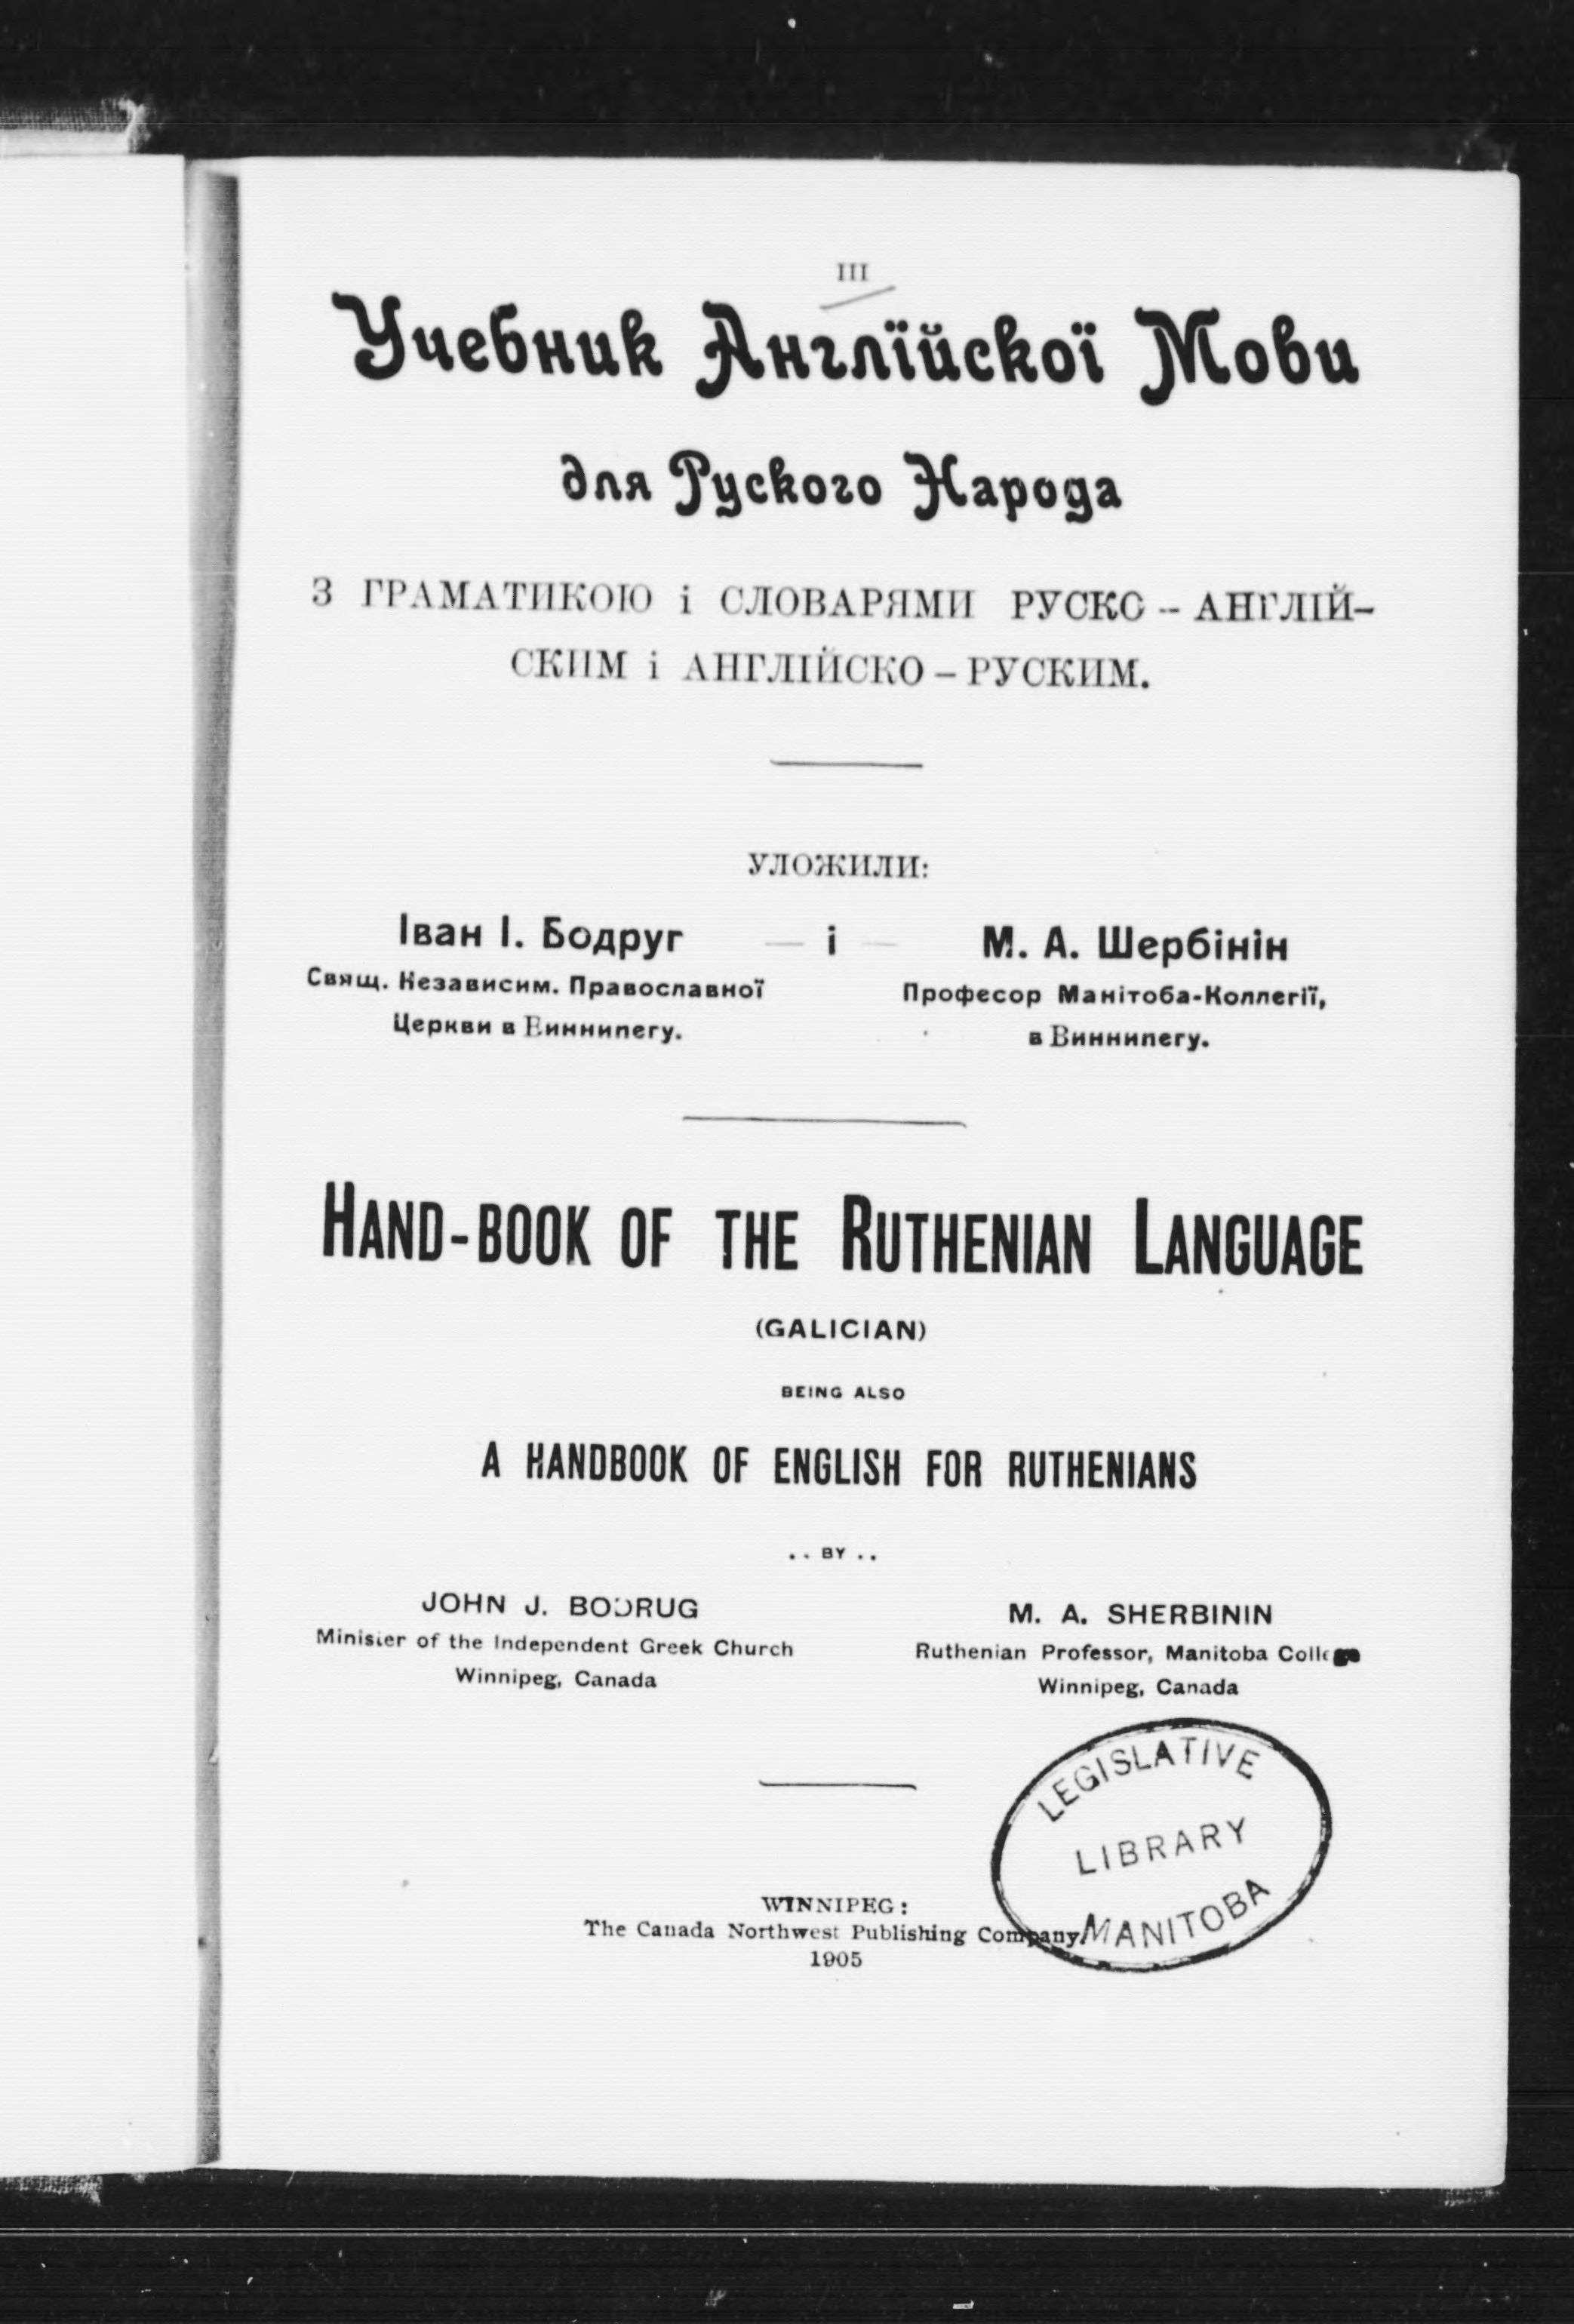 III
Учебник Англїйскої Мови
для Руского Народа
З ГРАМАТИКОЮ і СЛОВАРЯМИ РУСКО - АНГЛІЙ-
СКИМ і АНГЛІЙСКО - РУСКИМ.
УЛОЖИЛИ:
Іван І. Бодруг — і — М. А. Шербінін
Свящ. Независим. Православної Професор Манітоба-Коллегії,
Церкви в Виннипегу. в Виннипегу.
HAND-BOOK OF THE RUTHENIAN LANGUAGE
(GALICIAN)
BEING ALSO
A HANDBOOK OF ENGLISH FOR RUTHENIANS
. . BY . .
JOHN J. BODRUG M. A. SHERBININ
Minister of the Independent Greek Church Ruthenian Professor, Manitoba College
Winnipeg, Canada Winnipeg, Canada
LEGISLATIVE
LIBRARY
MANITOBA
WINNIPEG:
The Canada Northwest Publishing Company
1905